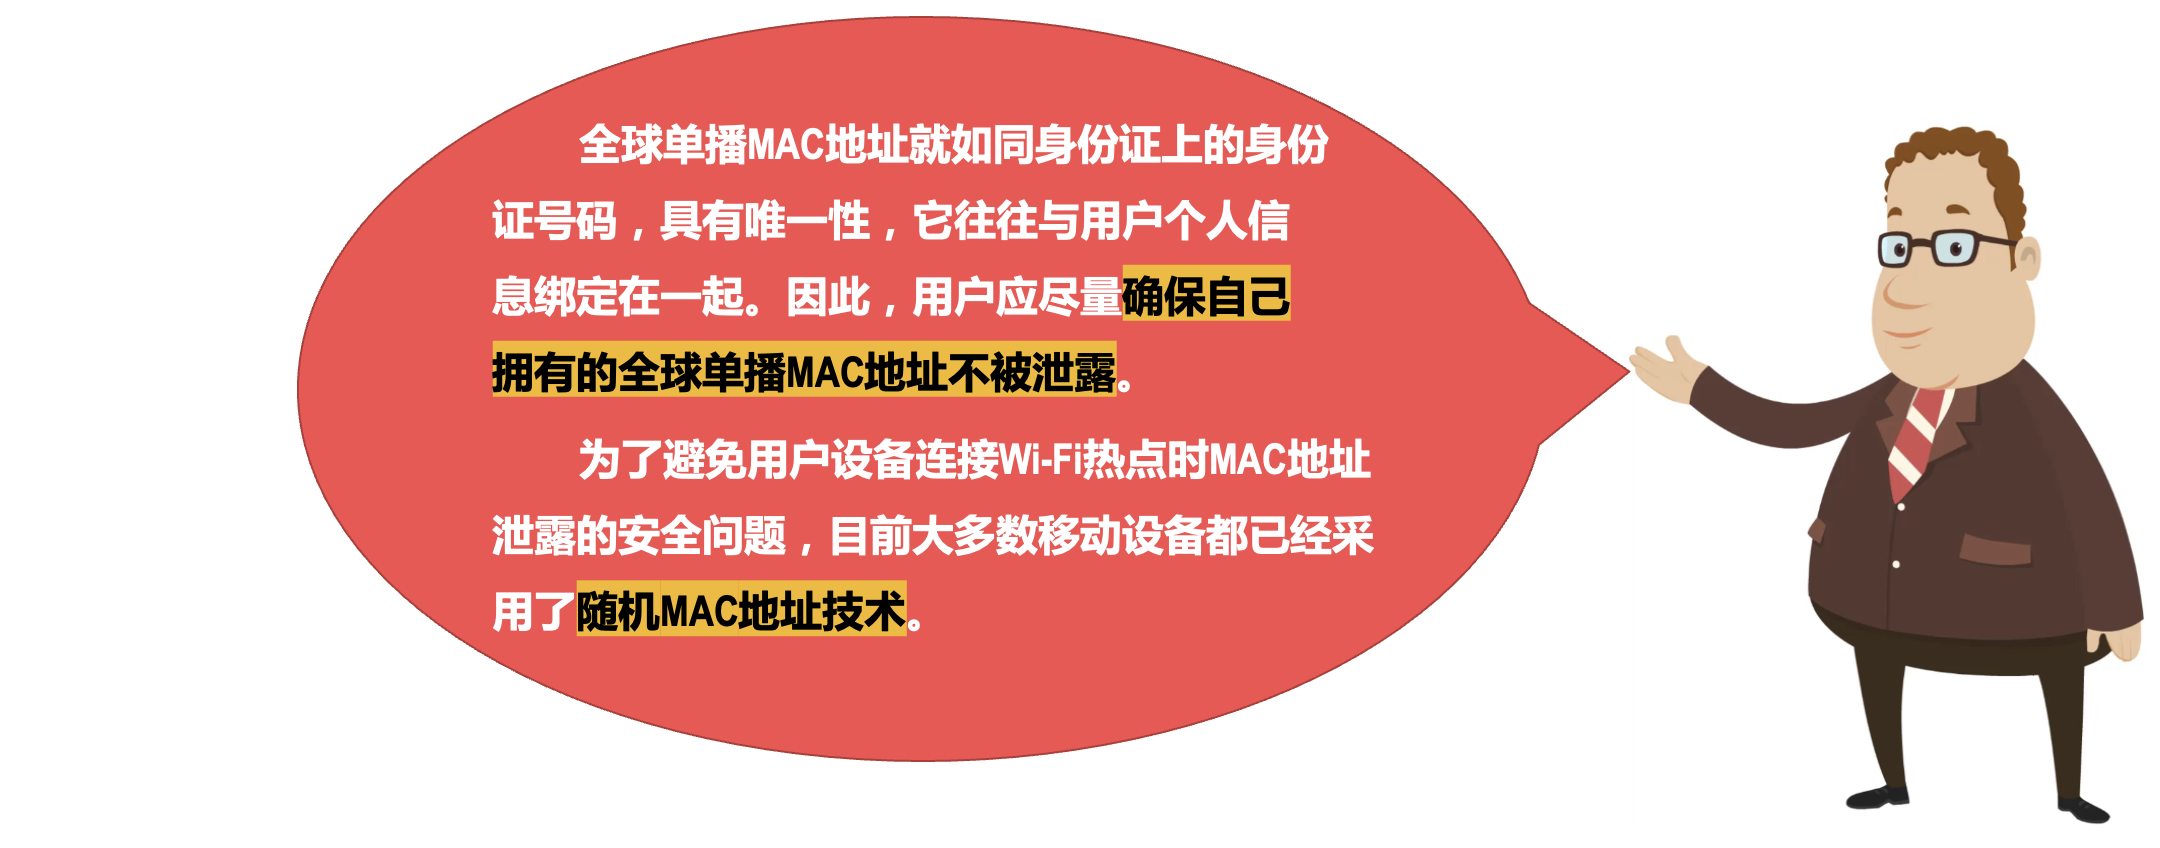 全球单播MAC地址就如同身份证上的身份
证号码，具有唯一性，它往往与用户个人信
息绑定在一起。因此，用户应尽量确保自己
拥有的全球单播MAC地址不被泄露。
为了避免用户设备连接Wi-Fi热点时MAC地址
泄露的安全问题，目前大多数移动设备都已经采
用了随机MAC地址技术。